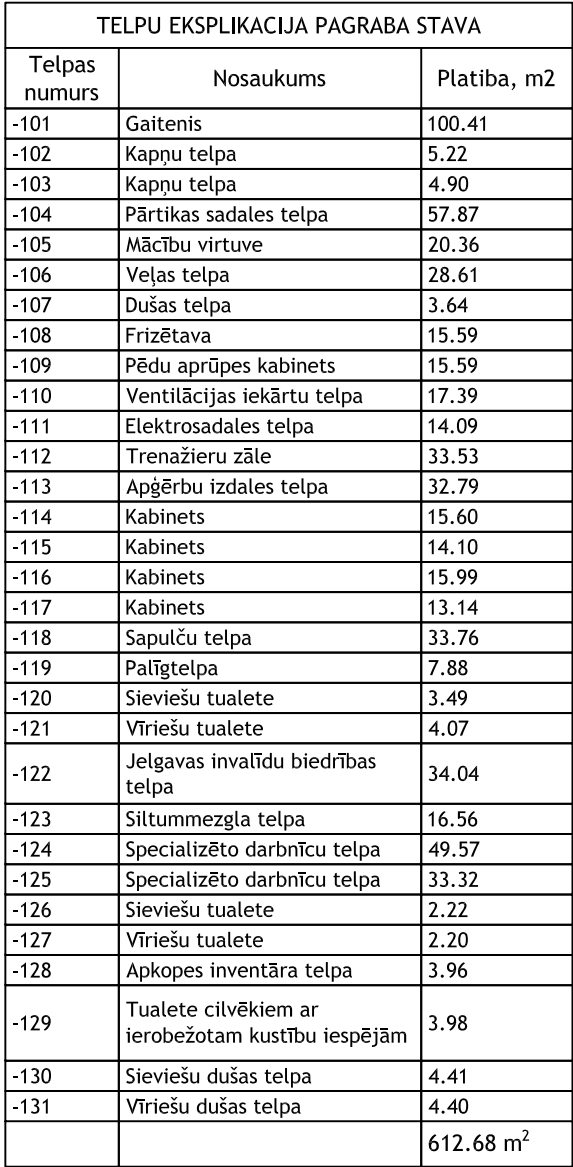 TELPU EKSPLIKACIJA PAGRABA STAVA
Telpas numurs Nosaukums Platiba, m2
-101 Gaitenis 100.41
-102 Kapņu telpa 5.22
-103 Kapņu telpa 4.90
-104 Pārtikas sadales telpa 57.87
-105 Mācību virtuve 20.36
-106 Veļas telpa 28.61
-107 Dušas telpa 3.64
-108 Frizētava 15.59
-109 Pēdu aprūpes kabinets 15.59
-110 Ventilācijas iekārtu telpa 17.39
-111 Elektrosadales telpa 14.09
-112 Trenažieru zāle 33.53
-113 Apģērbu izdales telpa 32.79
-114 Kabinets 15.60
-115 Kabinets 14.10
-116 Kabinets 15.99
-117 Kabinets 13.14
-118 Sapulču telpa 33.76
-119 Palīgtelpa 7.88
-120 Sieviešu tualete 3.49
-121 Vīriešu tualete 4.07
-122 Jelgavas invalīdu biedrības telpa 34.04
-123 Siltummezgla telpa 16.56
-124 Specializēto darbnīcu telpa 49.57
-125 Specializēto darbnīcu telpa 33.32
-126 Sieviešu tualete 2.22
-127 Vīriešu tualete 2.20
-128 Apkopes inventāra telpa 3.96
-129 Tualete cilvēkiem ar ierobežotam kustību iespējām 3.98
-130 Sieviešu dušas telpa 4.41
-131 Vīriešu dušas telpa 4.40
612.68 m²